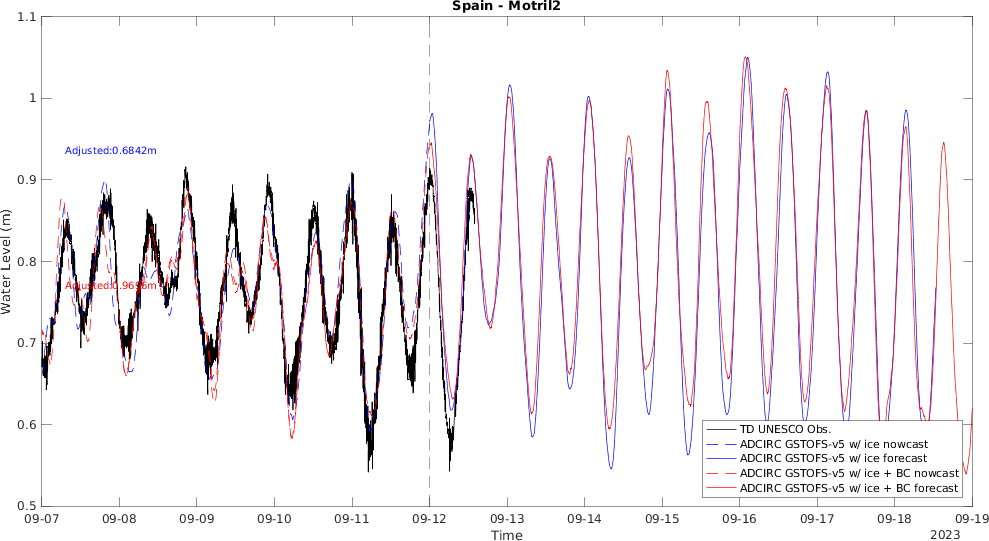 Spain - Motril2
1.1
1
0.9
0.8
0.7
0.6
0.5
Water Level (m)
Adjusted:0.6842m
Adjusted:0.9696m
TD UNESCO Obs.
ADCIRC GSTOFS-v5 w/ ice nowcast
ADCIRC GSTOFS-v5 w/ ice forecast
ADCIRC GSTOFS-v5 w/ ice + BC nowcast
ADCIRC GSTOFS-v5 w/ ice + BC forecast
09-07 09-08 09-09 09-10 09-11 09-12 09-13 09-14 09-15 09-16 09-17 09-18 09-19
Time
2023